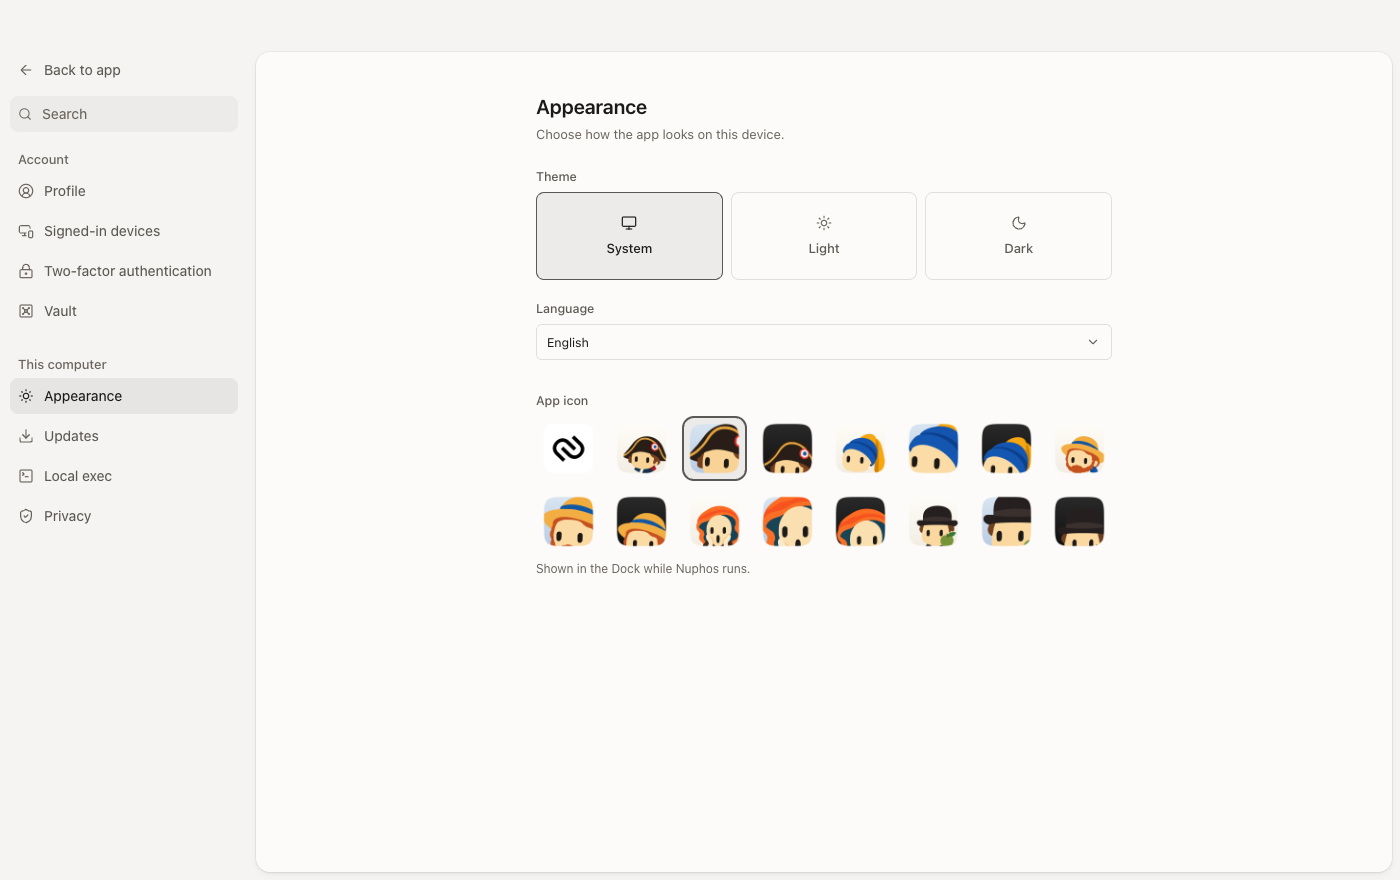 Back to app
Search
Account
Profile
Signed-in devices
Two-factor authentication
Vault
This computer
Appearance
Updates
Local exec
Privacy
Appearance
Choose how the app looks on this device.
Theme
System
Light
Dark
Language
English
App icon
Shown in the Dock while Nuphos runs.